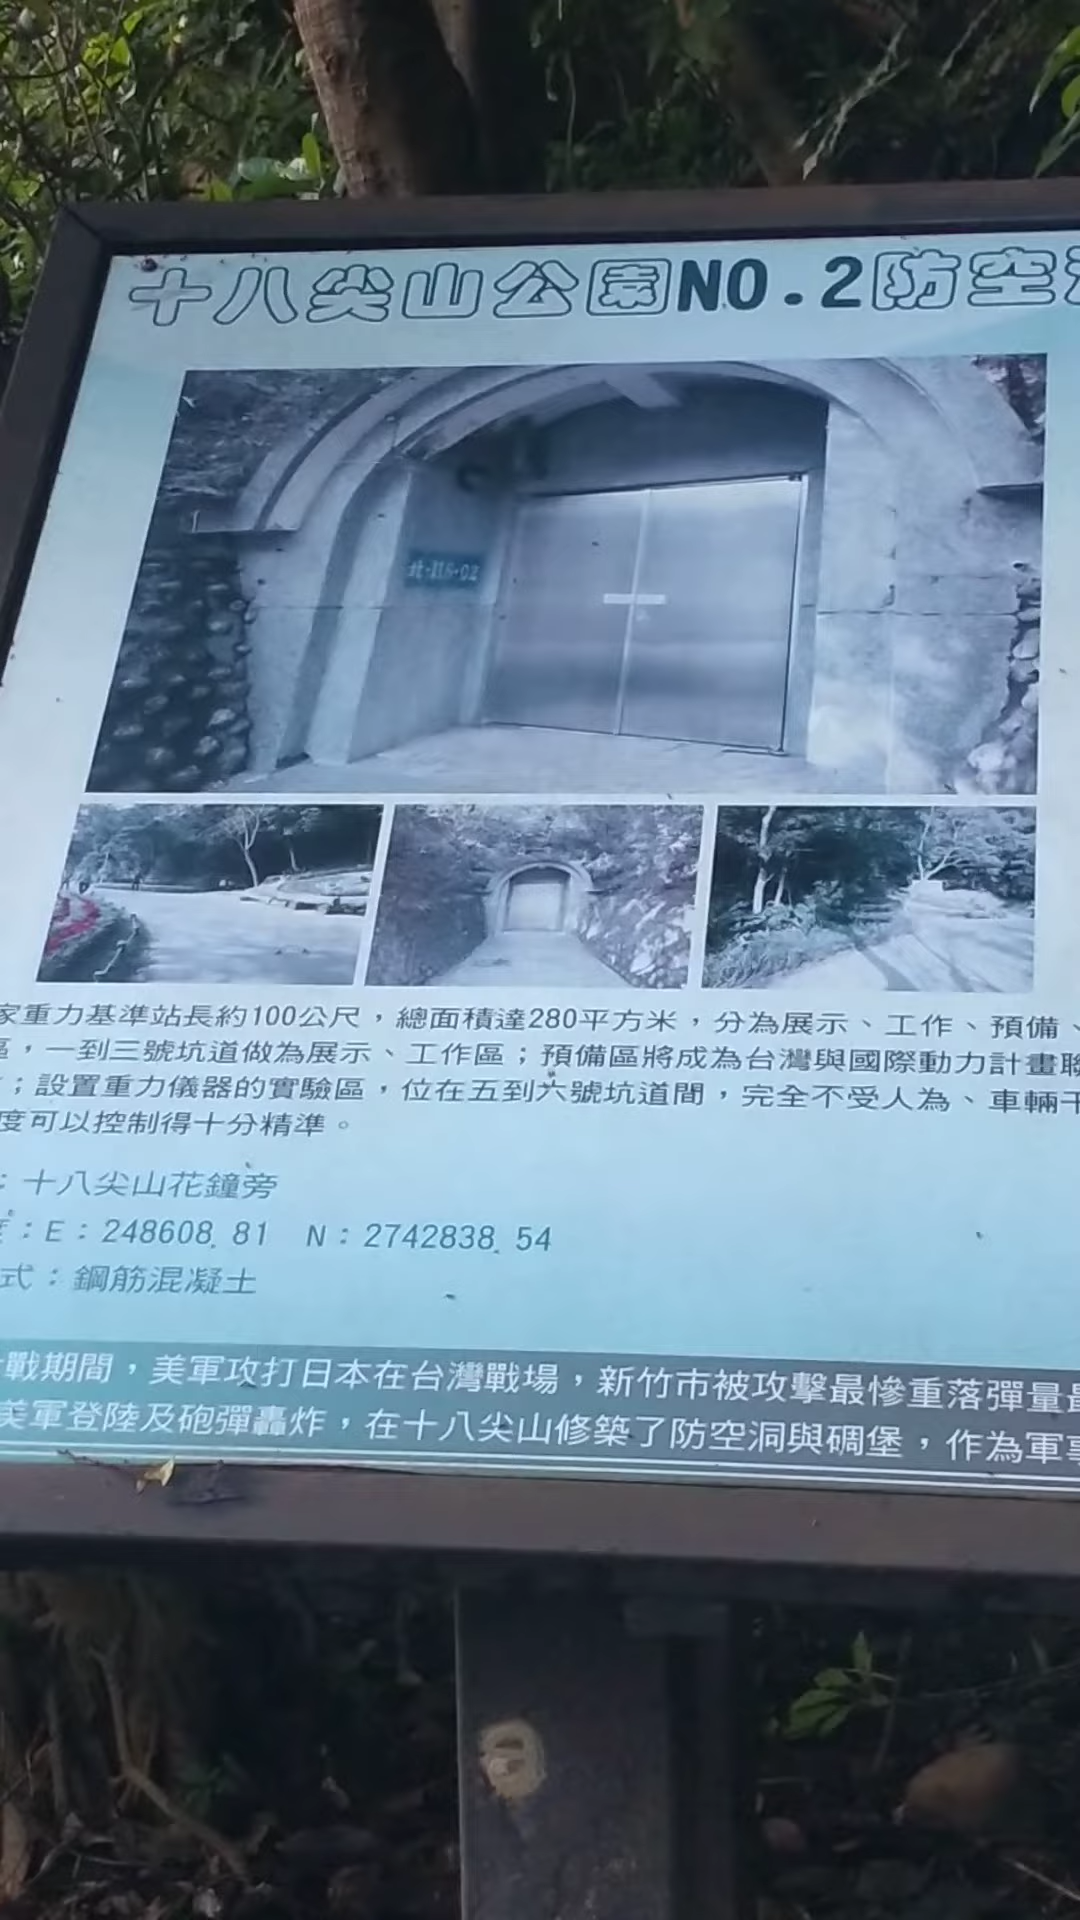 十八尖山公園NO.2防空
北-118-02
家重力基準站長約100公尺，總面積達280平方米，分為展示、工作、預備、
區，一到三號坑道做為展示、工作區；預備區將成為台灣與國際動力計畫聯
；設置重力儀器的實驗區，位在五到六號坑道間，完全不受人為、車輛干
度可以控制得十分精準。
：十八尖山花鐘旁
：E：248608.81 N：2742838.54
式：鋼筋混凝土
戰期間，美軍攻打日本在台灣戰場，新竹市被攻擊最慘重落彈量最
美軍登陸及砲彈轟炸，在十八尖山修築了防空洞與碉堡，作為軍事